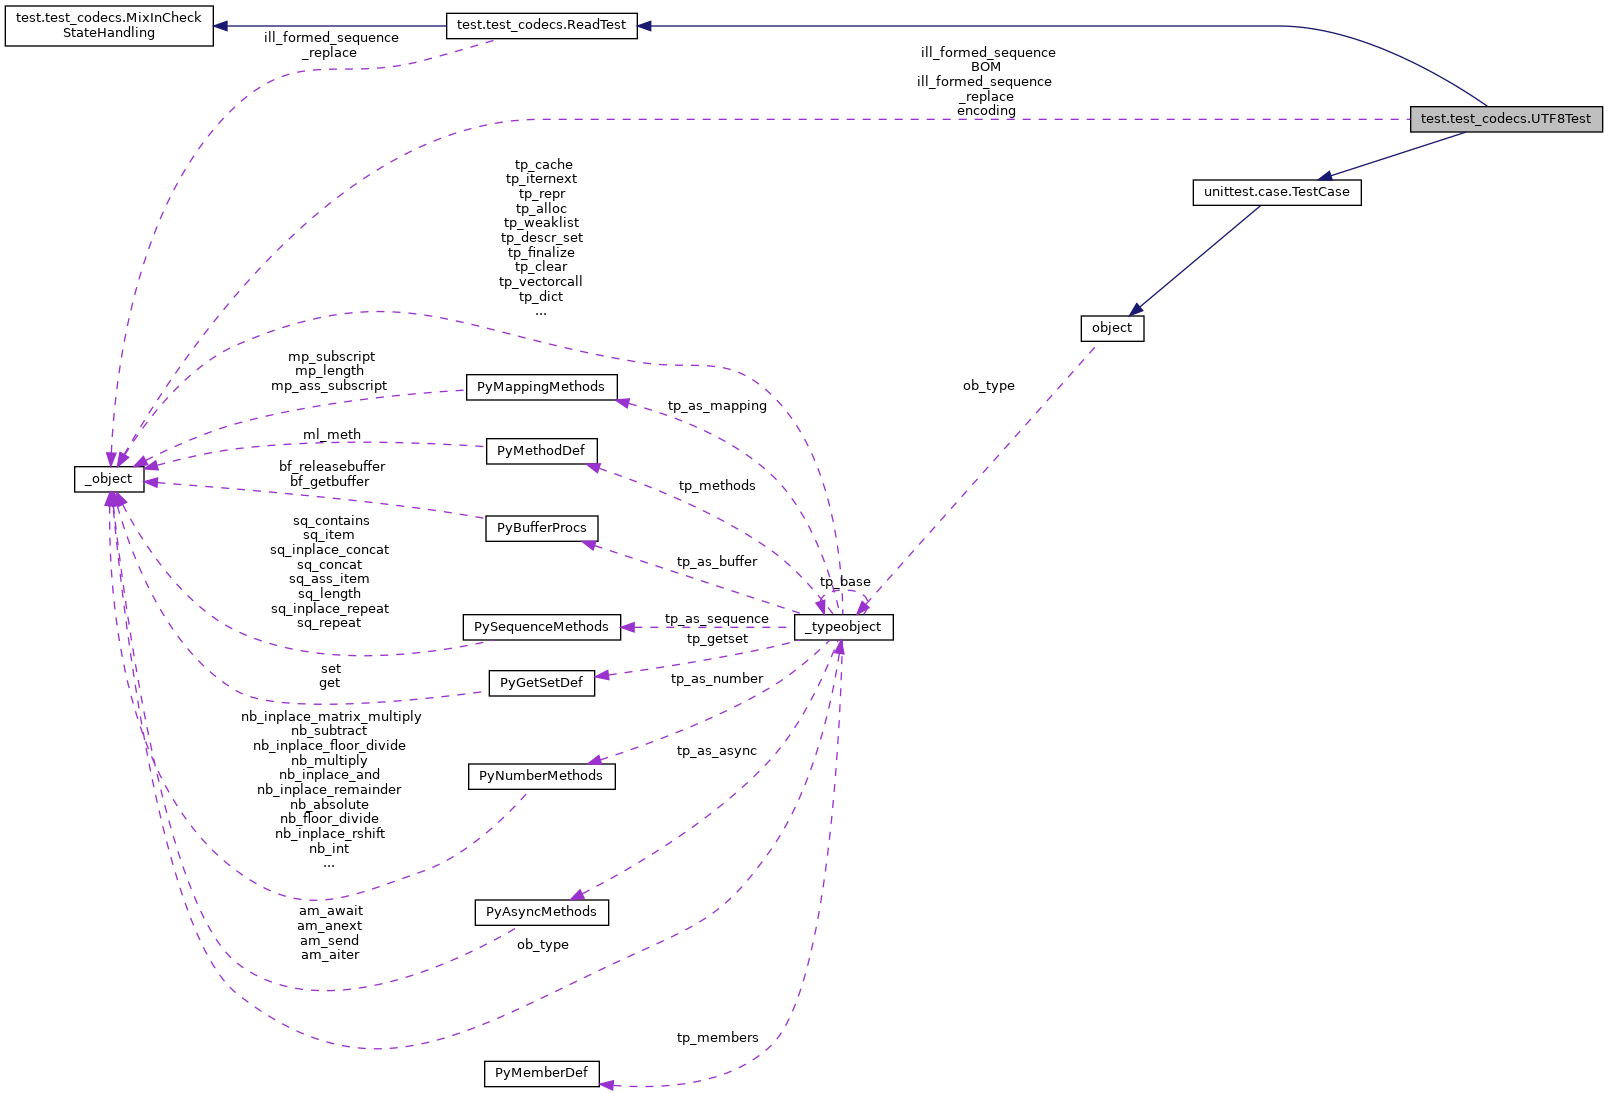 test.test_codecs.MixInCheck
StateHandling
test.test_codecs.ReadTest
ill_formed_sequence
_replace
ill_formed_sequence
BOM
ill_formed_sequence
_replace
encoding
test.test_codecs.UTF8Test
tp_cache
tp_iternext
tp_repr
tp_alloc
tp_weaklist
tp_descr_set
tp_finalize
tp_clear
tp_vectorcall
tp_dict
...
unittest.case.TestCase
object
mp_subscript
mp_length
mp_ass_subscript
PyMappingMethods
tp_as_mapping
ob_type
ml_meth
PyMethodDef
tp_methods
_object
bf_releasebuffer
bf_getbuffer
PyBufferProcs
tp_as_buffer
sq_contains
sq_item
sq_inplace_concat
sq_concat
sq_ass_item
sq_length
sq_inplace_repeat
sq_repeat
tp_base
PySequenceMethods
tp_as_sequence
_typeobject
tp_getset
set
get
PyGetSetDef
tp_as_number
nb_inplace_matrix_multiply
nb_subtract
nb_inplace_floor_divide
nb_multiply
nb_inplace_and
nb_inplace_remainder
nb_absolute
nb_floor_divide
nb_inplace_rshift
nb_int
...
PyNumberMethods
tp_as_async
am_await
am_anext
am_send
am_aiter
PyAsyncMethods
ob_type
tp_members
PyMemberDef